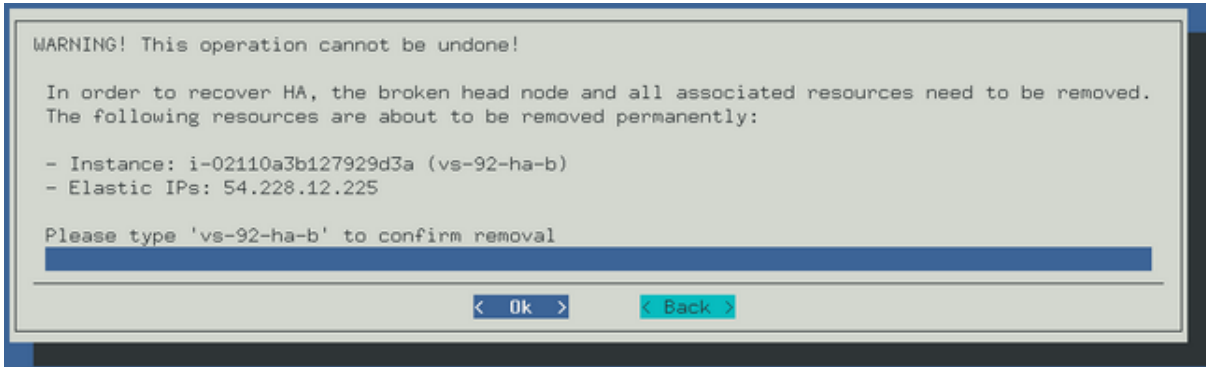 WARNING! This operation cannot be undone!
In order to recover HA, the broken head node and all associated resources need to be removed.
The following resources are about to be removed permanently:
- Instance: i-02110a3b127929d3a (vs-92-ha-b)
- Elastic IPs: 54.228.12.225
Please type 'vs-92-ha-b' to confirm removal
< Ok > < Back >